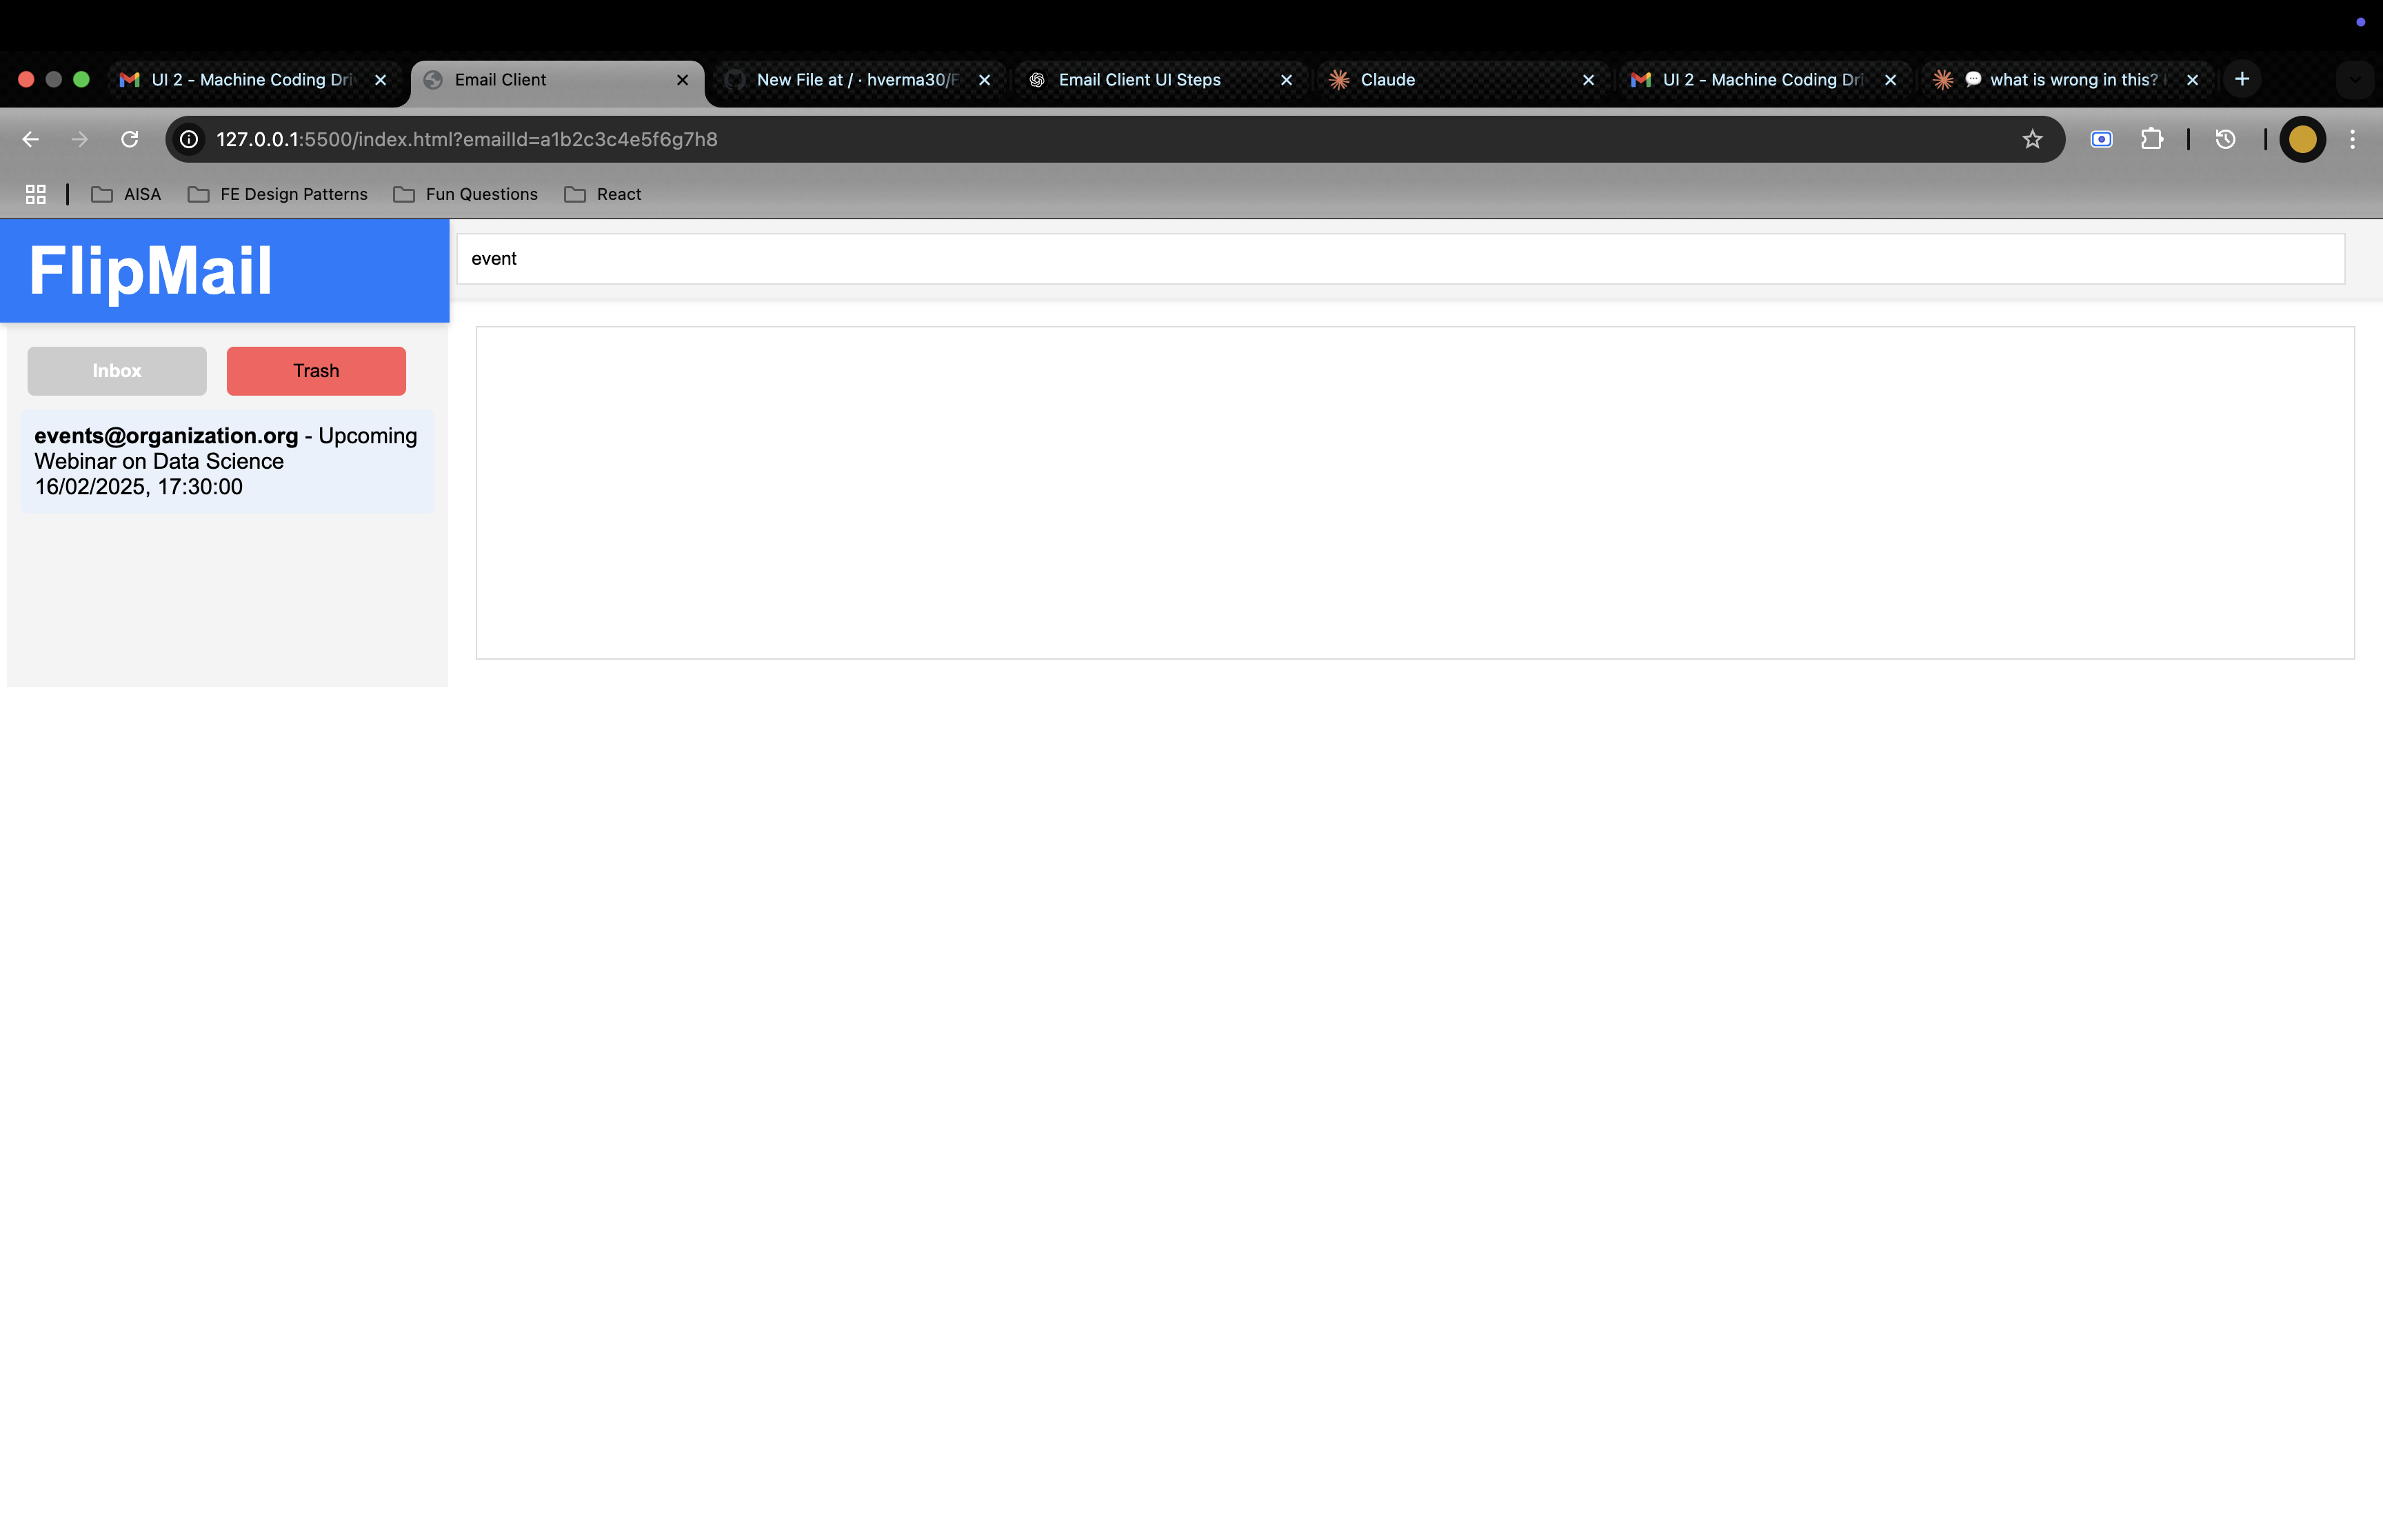 UI 2 - Machine Coding Dri
Email Client
New File at / · hverma30/F
Email Client UI Steps
Claude
UI 2 - Machine Coding Dri
what is wrong in this?
127.0.0.1:5500/index.html?emailId=a1b2c3c4e5f6g7h8
AISA
FE Design Patterns
Fun Questions
React
FlipMail
event
Inbox
Trash
events@organization.org - Upcoming
Webinar on Data Science
16/02/2025, 17:30:00